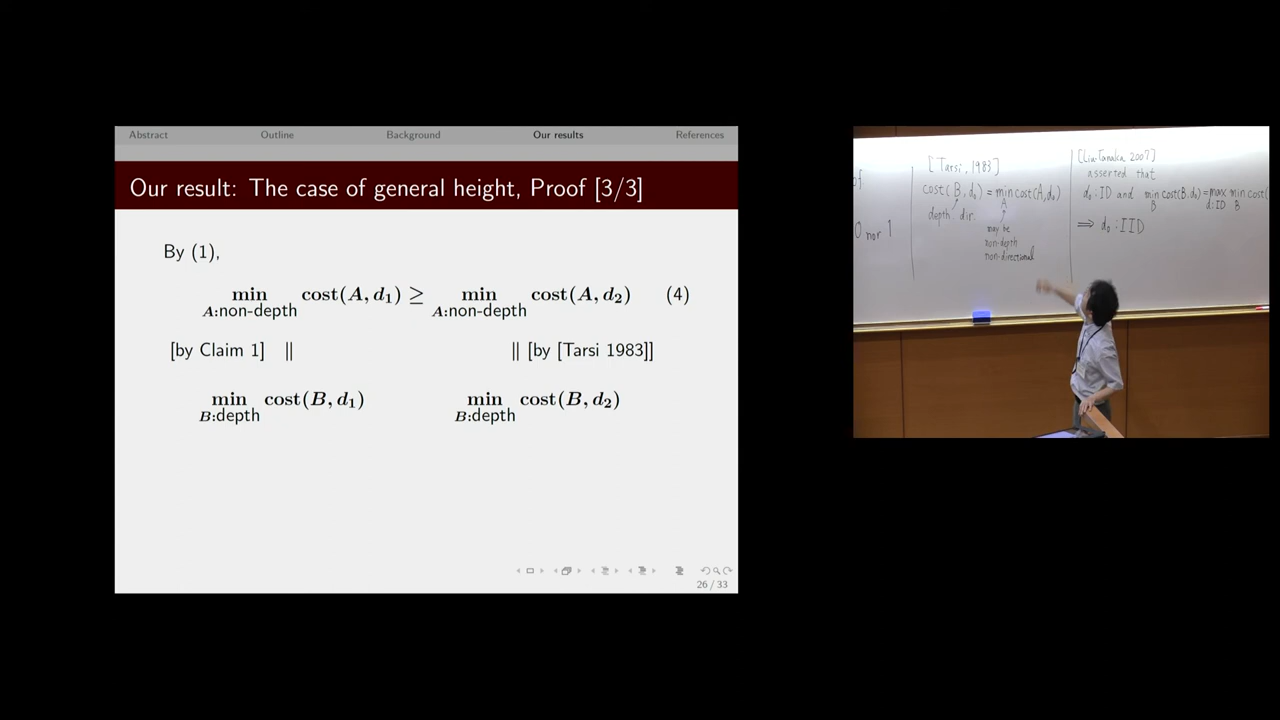 Abstract Outline Background Our results References
Our result: The case of general height, Proof [3/3]
By (1),
min cost(A, d₁) ≥ min cost(A, d₂) (4)
A:non-depth A:non-depth
[by Claim 1] ‖ ‖ [by [Tarsi 1983]]
min cost(B, d₁) min cost(B, d₂)
B:depth B:depth
26 / 33
of
0 nor 1
[Tarsi, 1983]
cost(B, d₀) = min cost(A, d₀)
A
depth. dir.
may be
non-depth
non-directional
[Liu-Tanaka 2007]
asserted that
d₀: ID and min cost(B, d₀) = max min cost(
B d:ID B
⟹ d₀: IID